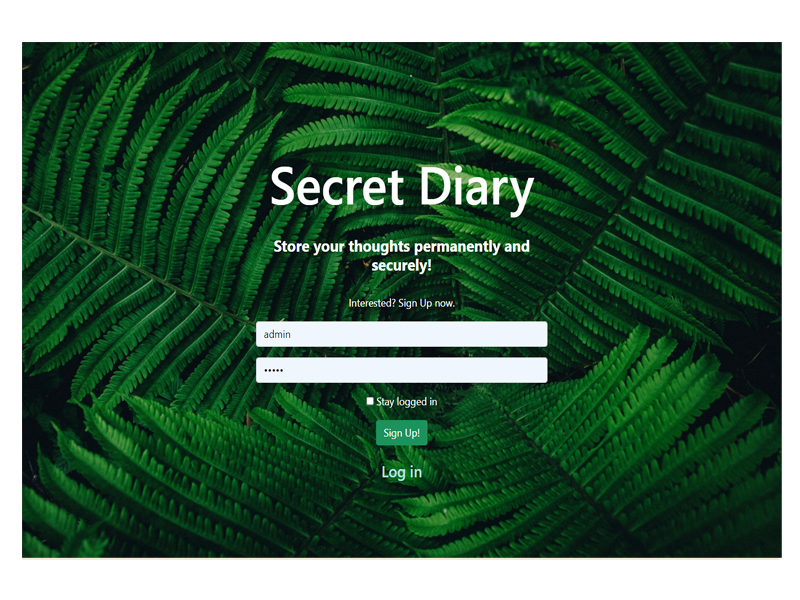 Secret Diary
Store your thoughts permanently and
securely!
Interested? Sign Up now.
admin
•••••
Stay logged in
Sign Up!
Log in